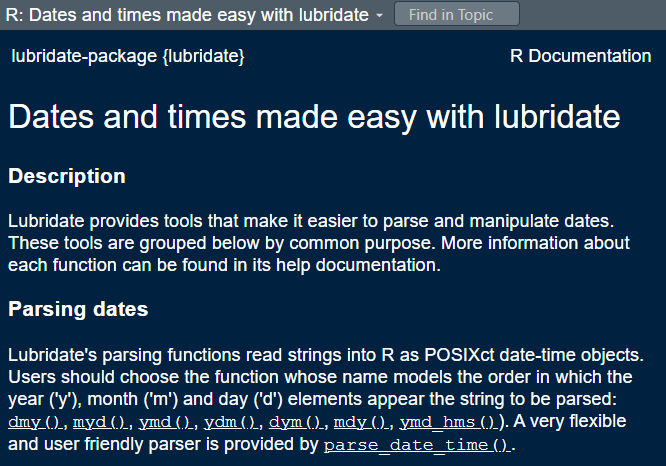 R: Dates and times made easy with lubridate
Find in Topic
lubridate-package {lubridate}
R Documentation
Dates and times made easy with lubridate
Description
Lubridate provides tools that make it easier to parse and manipulate dates.
These tools are grouped below by common purpose. More information about
each function can be found in its help documentation.
Parsing dates
Lubridate's parsing functions read strings into R as POSIXct date-time objects.
Users should choose the function whose name models the order in which the
year ('y'), month ('m') and day ('d') elements appear the string to be parsed:
dmy(), myd(), ymd(), ydm(), dym(), mdy(), ymd_hms()). A very flexible
and user friendly parser is provided by parse_date_time().